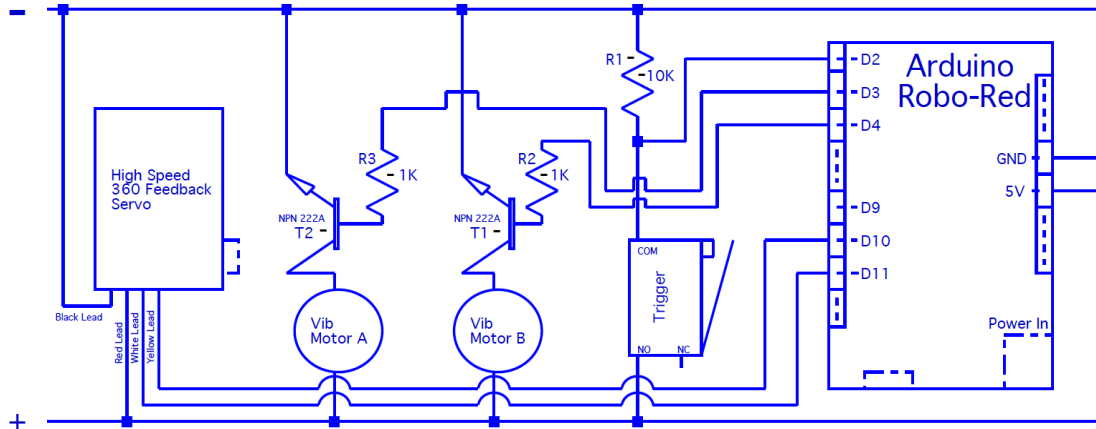 -
R1
10K
D2
D3
D4
D9
D10
D11
Arduino
Robo-Red
GND
5V
Power In
High Speed
360 Feedback
Servo
R3
1K
NPN 222A
T2
R2
1K
NPN 222A
T1
COM
Trigger
NO
NC
Vib
Motor A
Vib
Motor B
Black Lead
Red Lead
White Lead
Yellow Lead
+